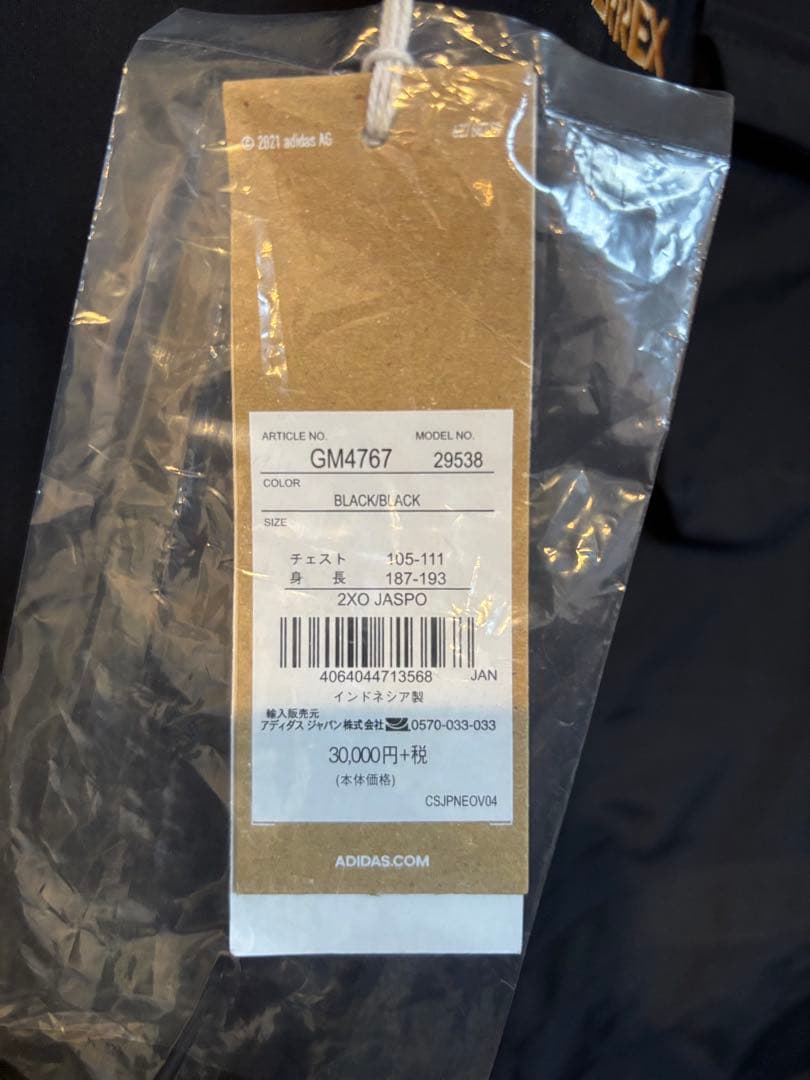 © 2021 adidas AG
ARTICLE NO. MODEL NO.
GM4767 29538
COLOR
BLACK/BLACK
SIZE
チェスト 105-111
身 長 187-193
2XO JASPO
4064044713568 JAN
インドネシア製
輸入販売元
アディダス ジャパン株式会社 0570-033-033
30,000円+税
(本体価格)
CSJPNEOV04
ADIDAS.COM